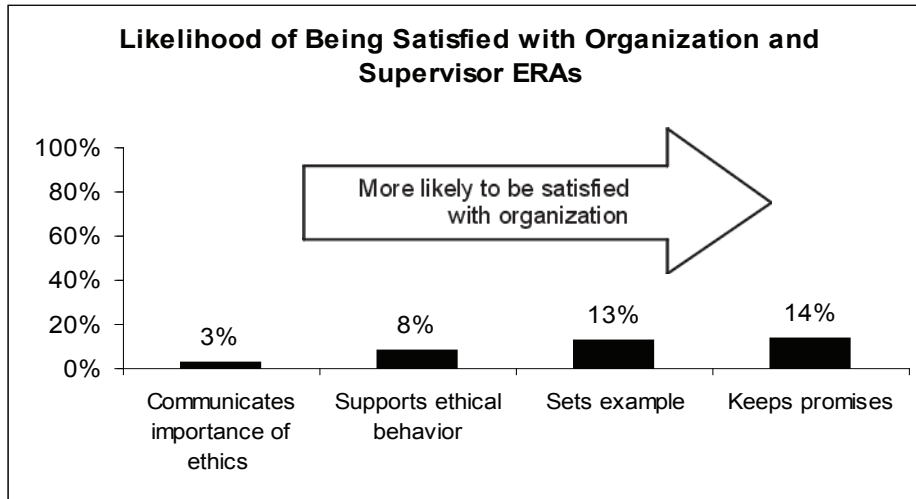 Likelihood of Being Satisfied with Organization and
Supervisor ERAs
100%
80%
60%
40%
20%
0%
More likely to be satisfied
with organization
3%
8%
13%
14%
Communicates
importance of
ethics
Supports ethical
behavior
Sets example
Keeps promises